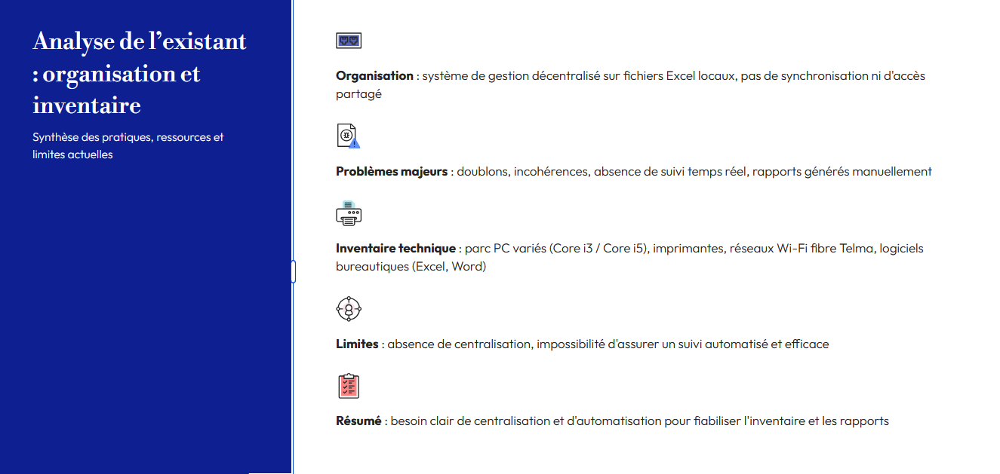 Analyse de l’existant
: organisation et
inventaire
Synthèse des pratiques, ressources et
limites actuelles
Organisation : système de gestion décentralisé sur fichiers Excel locaux, pas de synchronisation ni d'accès
partagé
Problèmes majeurs : doublons, incohérences, absence de suivi temps réel, rapports générés manuellement
Inventaire technique : parc PC variés (Core i3 / Core i5), imprimantes, réseaux Wi-Fi fibre Telma, logiciels
bureautiques (Excel, Word)
Limites : absence de centralisation, impossibilité d'assurer un suivi automatisé et efficace
Résumé : besoin clair de centralisation et d'automatisation pour fiabiliser l'inventaire et les rapports